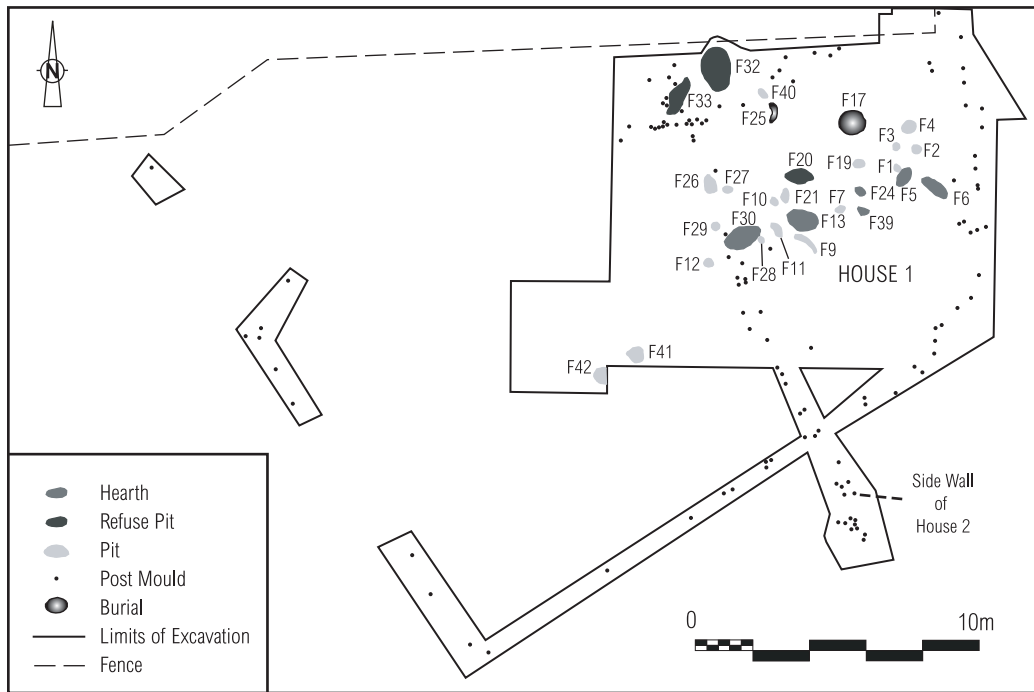 N
F32
F33
F40
F25
F17
F4
F3
F2
F1
F19
F20
F26
F27
F10
F21
F7
F24
F5
F6
F29
F30
F13
F39
F12
F28
F11
F9
HOUSE 1
F41
F42
Side Wall
of
House 2
Hearth
Refuse Pit
Pit
Post Mould
Burial
Limits of Excavation
Fence
0
10m